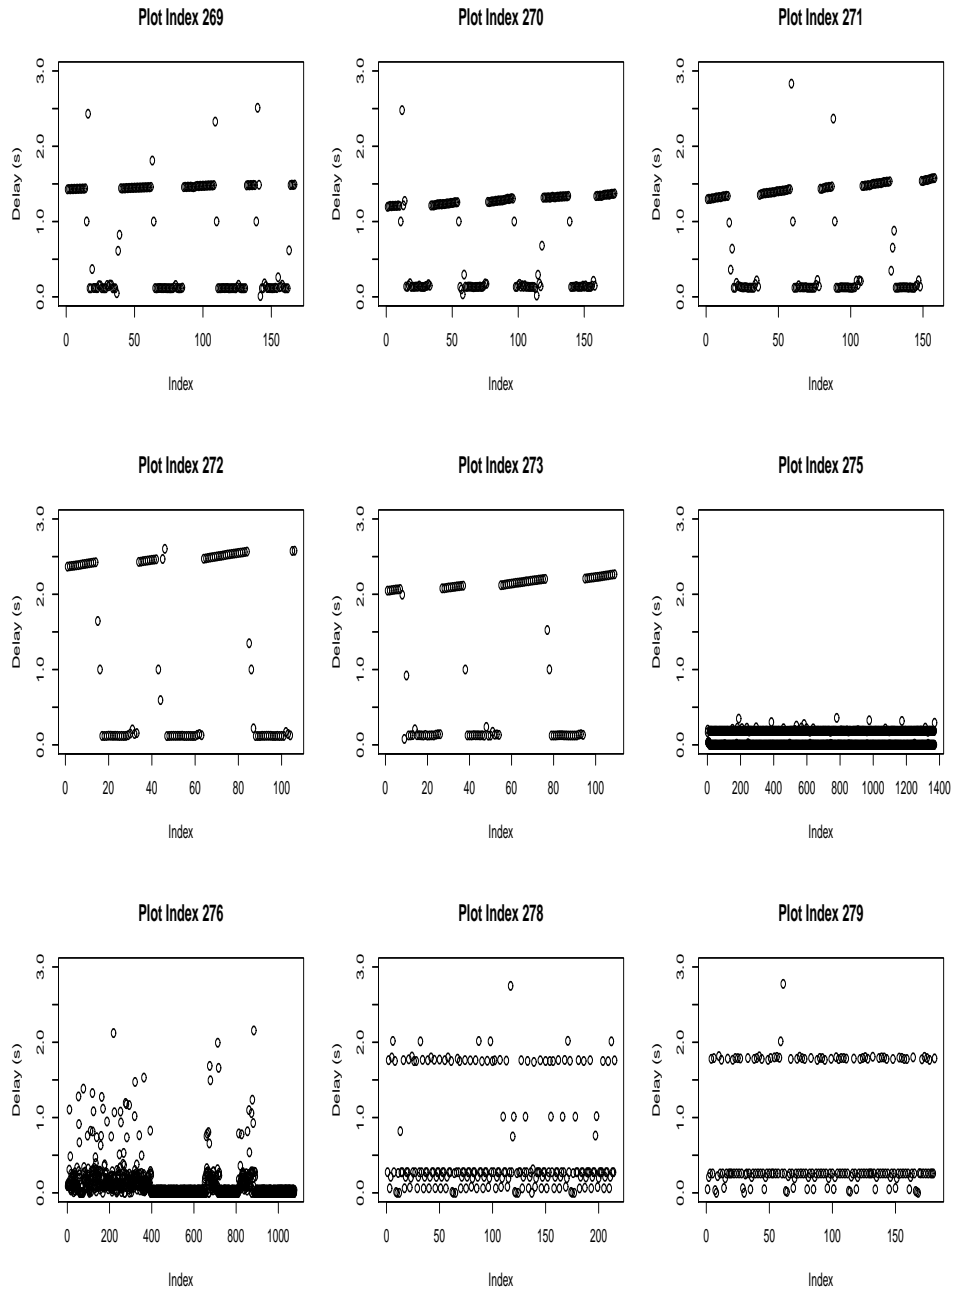 Plot Index 269
Delay (s)
3.0
2.0
1.0
0.0
0 50 100 150
Index
Plot Index 270
Delay (s)
3.0
2.0
1.0
0.0
0 50 100 150
Index
Plot Index 271
Delay (s)
3.0
2.0
1.0
0.0
0 50 100 150
Index
Plot Index 272
Delay (s)
3.0
2.0
1.0
0.0
0 20 40 60 80 100
Index
Plot Index 273
Delay (s)
3.0
2.0
1.0
0.0
0 20 40 60 80 100
Index
Plot Index 275
Delay (s)
3.0
2.0
1.0
0.0
0 200 400 600 800 1000 1200 1400
Index
Plot Index 276
Delay (s)
3.0
2.0
1.0
0.0
0 200 400 600 800 1000
Index
Plot Index 278
Delay (s)
3.0
2.0
1.0
0.0
0 50 100 150 200
Index
Plot Index 279
Delay (s)
3.0
2.0
1.0
0.0
0 50 100 150
Index